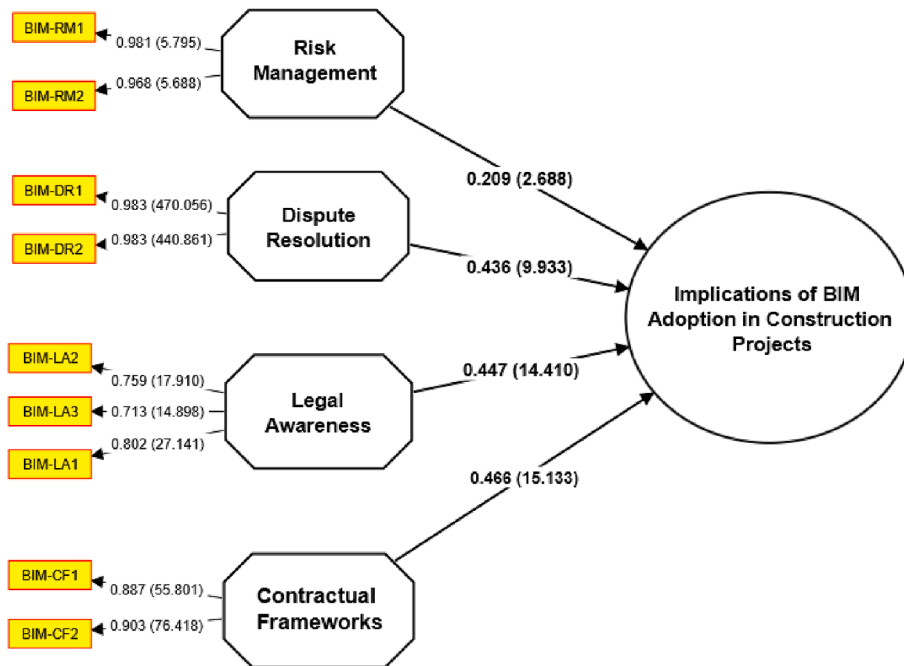 BIM-RM1
0.981 (5.795)
Risk
Management
0.968 (5.688)
BIM-RM2
0.209 (2.688)
BIM-DR1
0.983 (470.056)
Dispute
Resolution
0.983 (440.861)
BIM-DR2
0.436 (9.933)
Implications of BIM
Adoption in Construction
Projects
BIM-LA2
0.759 (17.910)
Legal
Awareness
BIM-LA3
0.713 (14.898)
0.802 (27.141)
BIM-LA1
0.447 (14.410)
0.466 (15.133)
BIM-CF1
0.887 (55.801)
Contractual
Frameworks
0.903 (76.418)
BIM-CF2